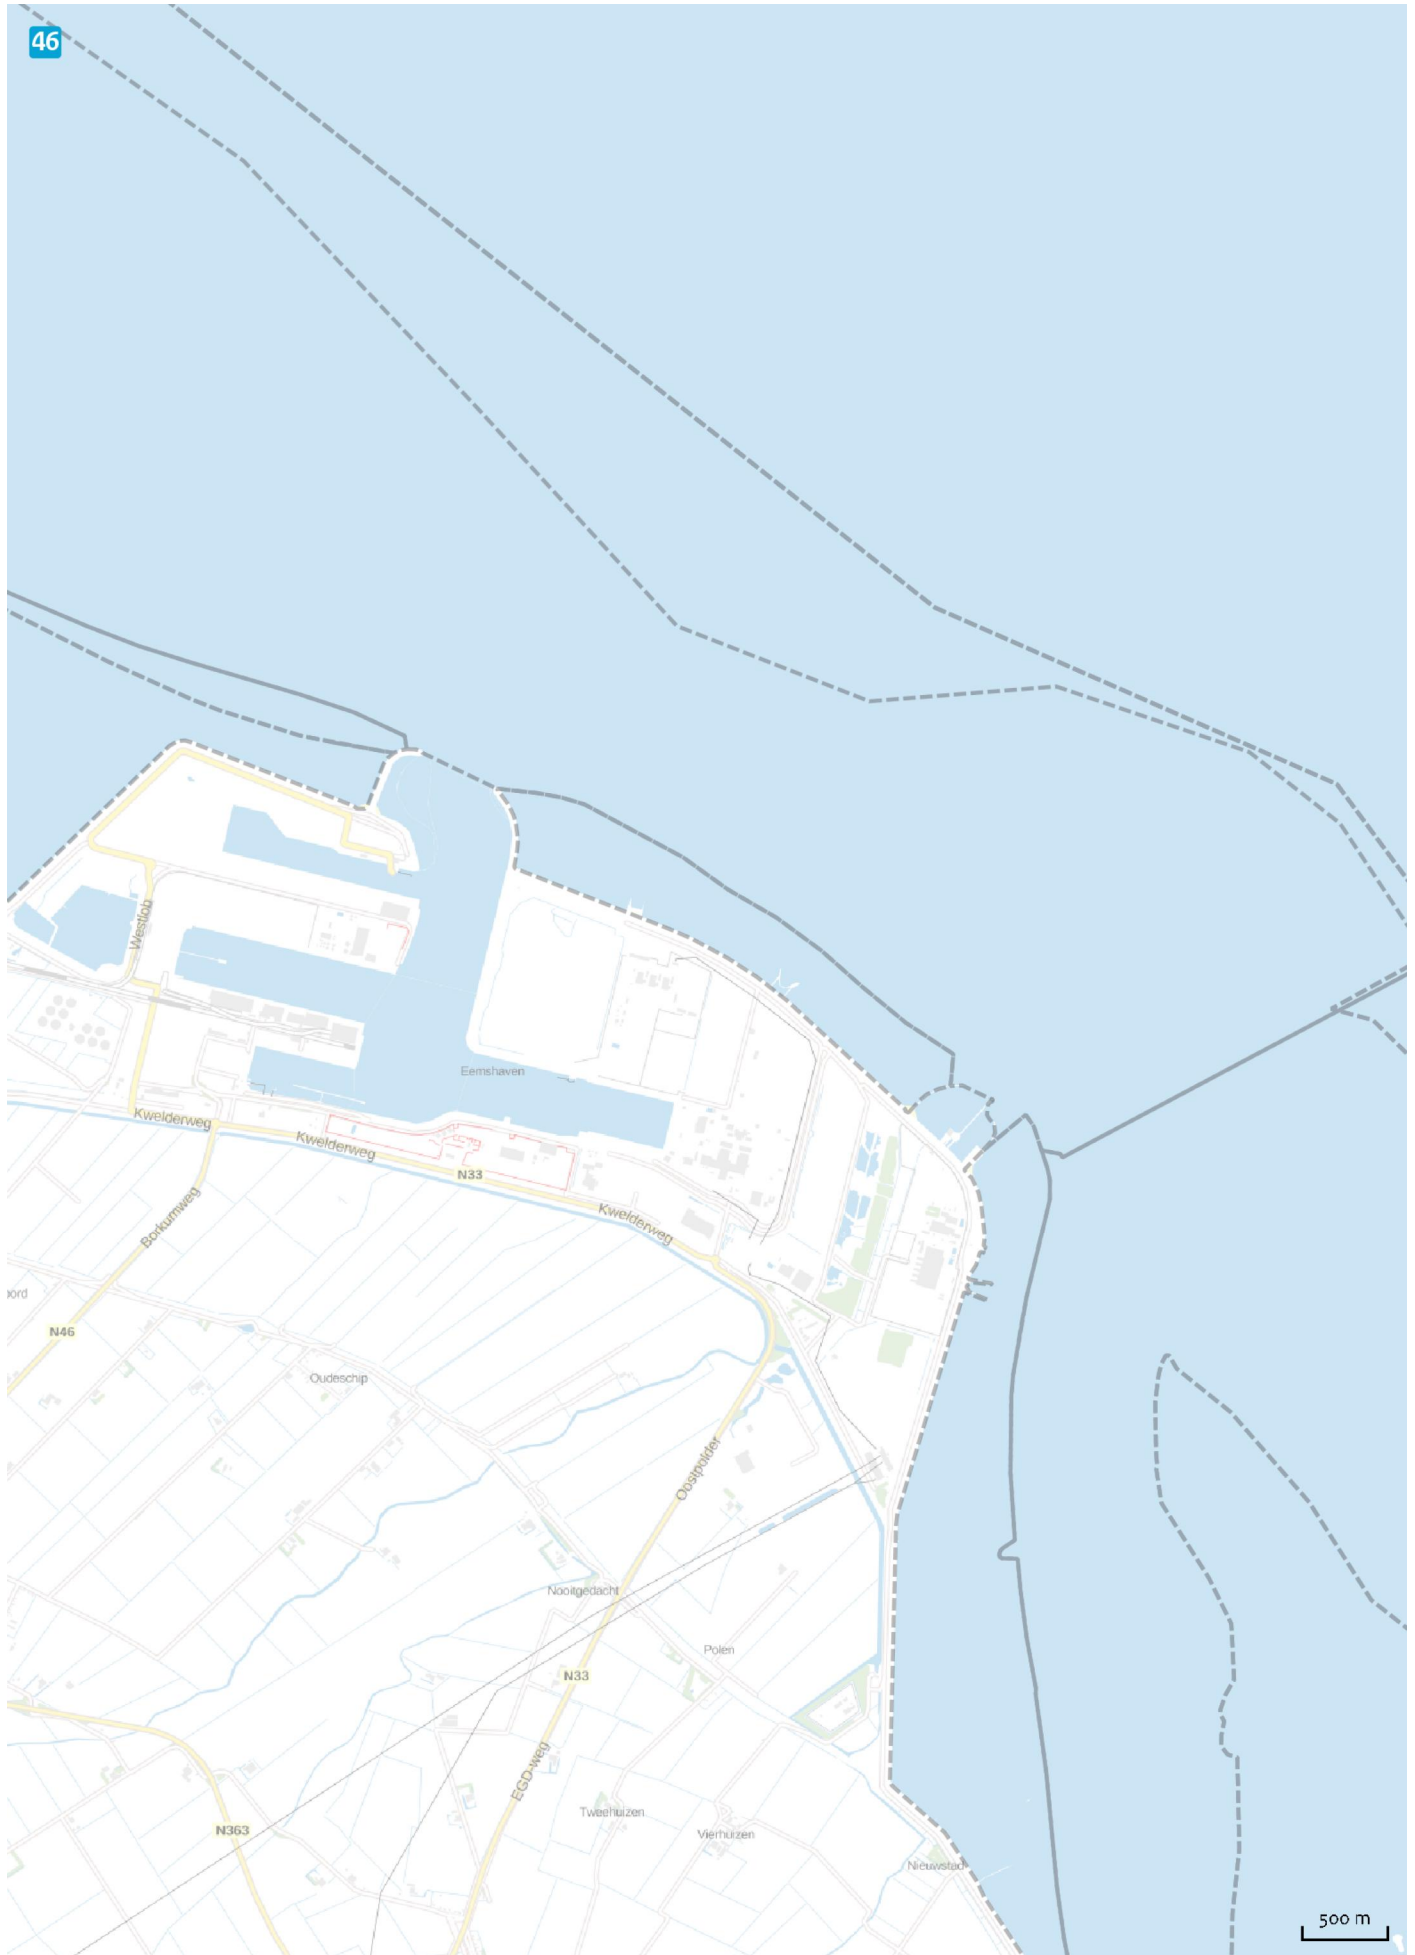 46
Westlob
Eemshaven
Kwelderweg
Kwelderweg
N33
Kwelderweg
Borkumweg
oord
N46
Oudeschip
Oostpolder
Nooitgedacht
Polen
N33
EGD-weg
Tweehuizen
N363
Vierhuizen
Nieuwstad
500 m